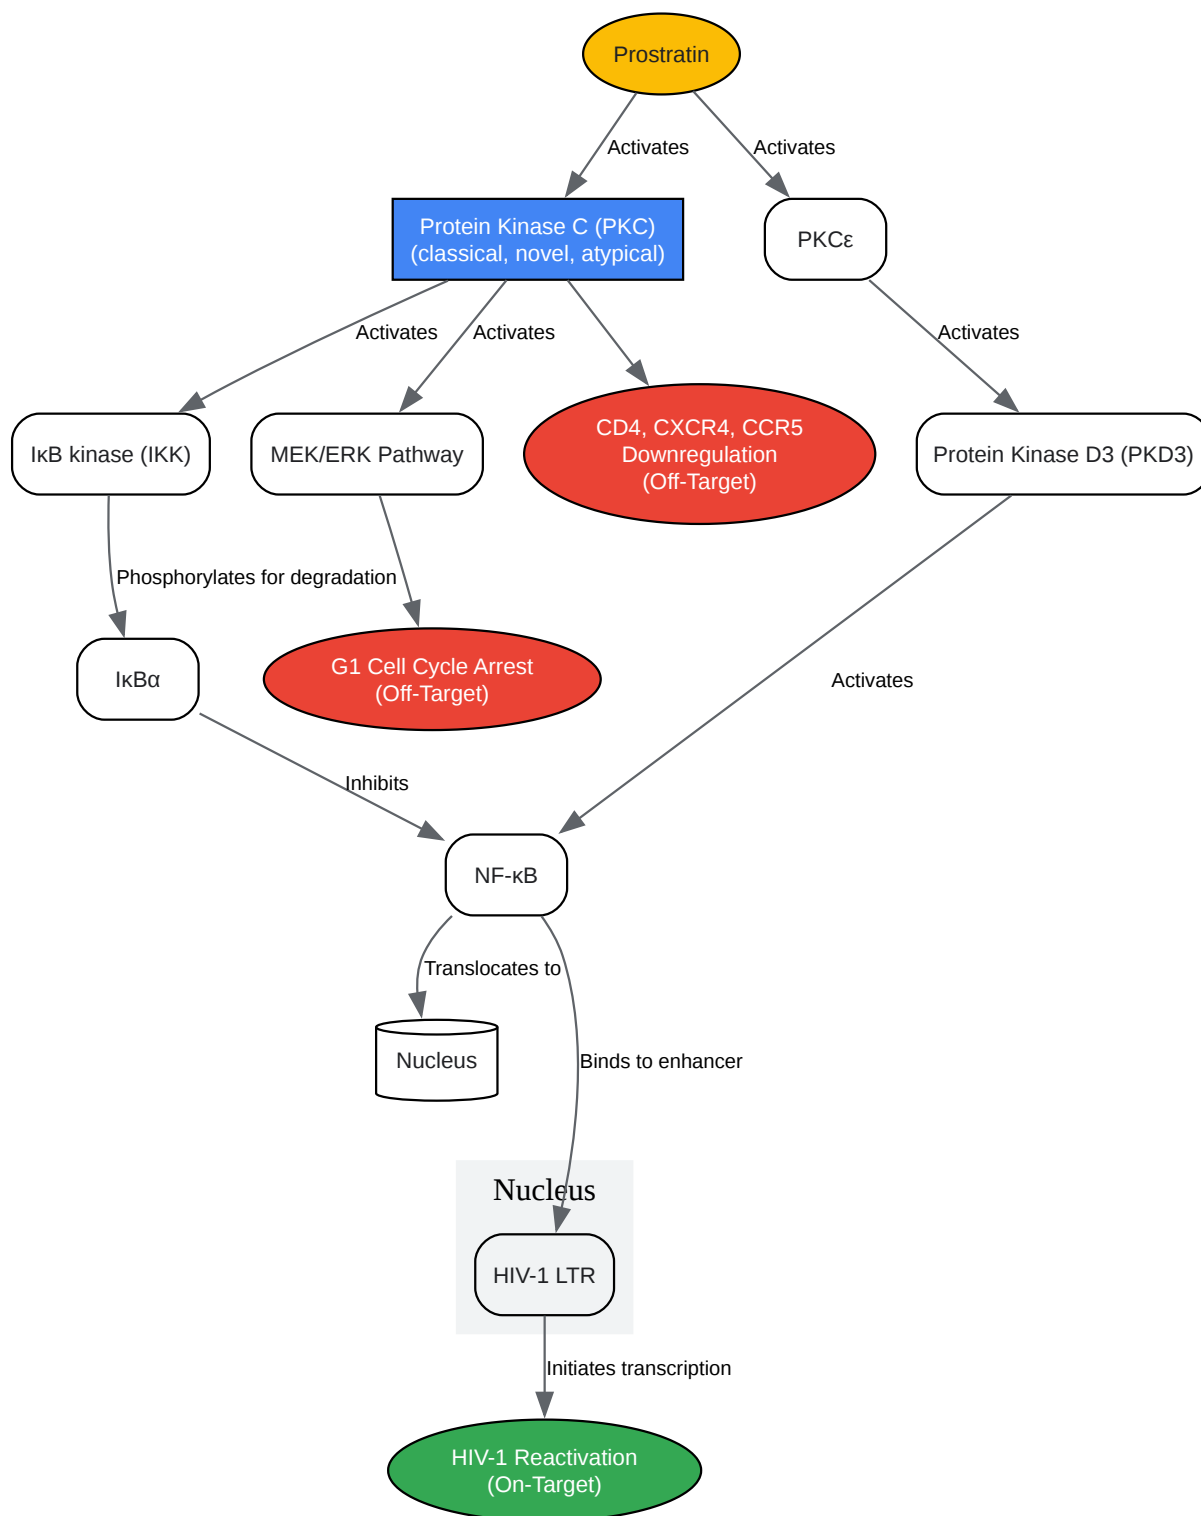 Prostratin
Activates
Activates
Protein Kinase C (PKC)
(classical, novel, atypical)
PKCε
Activates
Activates
Activates
IκB kinase (IKK)
MEK/ERK Pathway
CD4, CXCR4, CCR5
Downregulation
(Off-Target)
Protein Kinase D3 (PKD3)
Phosphorylates for degradation
IκBα
G1 Cell Cycle Arrest
(Off-Target)
Activates
Inhibits
NF-κB
Translocates to
Nucleus
Binds to enhancer
Nucleus
HIV-1 LTR
Initiates transcription
HIV-1 Reactivation
(On-Target)